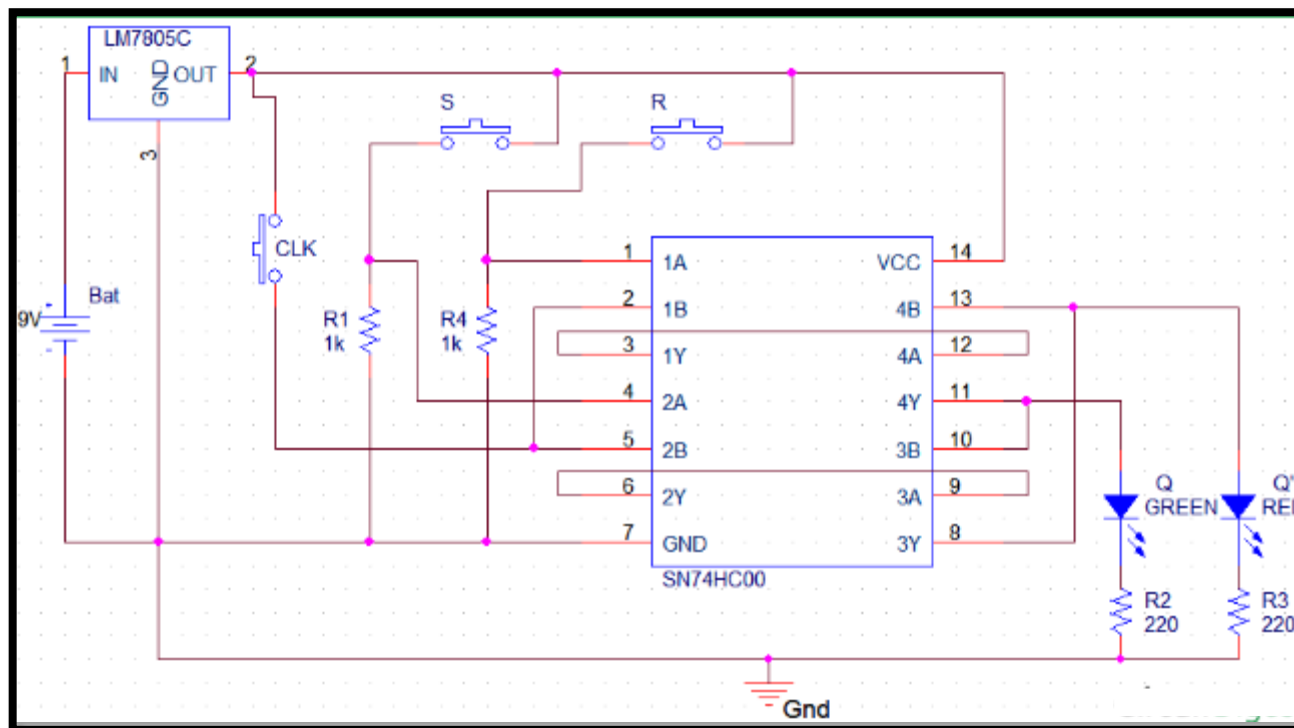 LM7805C
1 IN GND OUT 2
3
S R
CLK
Bat
9V
R1
1k
R4
1k
1 1A VCC 14
2 1B 4B 13
3 1Y 4A 12
4 2A 4Y 11
5 2B 3B 10
6 2Y 3A 9
7 GND 3Y 8
SN74HC00
Q
GREEN
Q'
R2
220
R3
220
Gnd